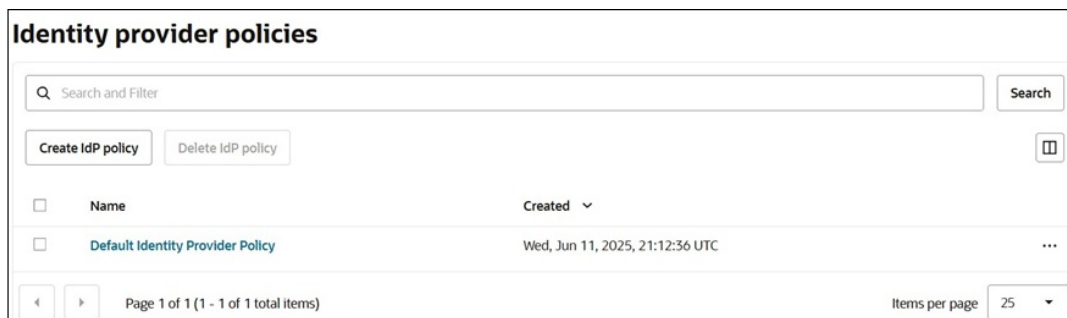 Identity provider policies
Search and Filter
Search
Create IdP policy
Delete IdP policy
Name
Created
Default Identity Provider Policy
Wed, Jun 11, 2025, 21:12:36 UTC
Page 1 of 1 (1 - 1 of 1 total items)
Items per page
25